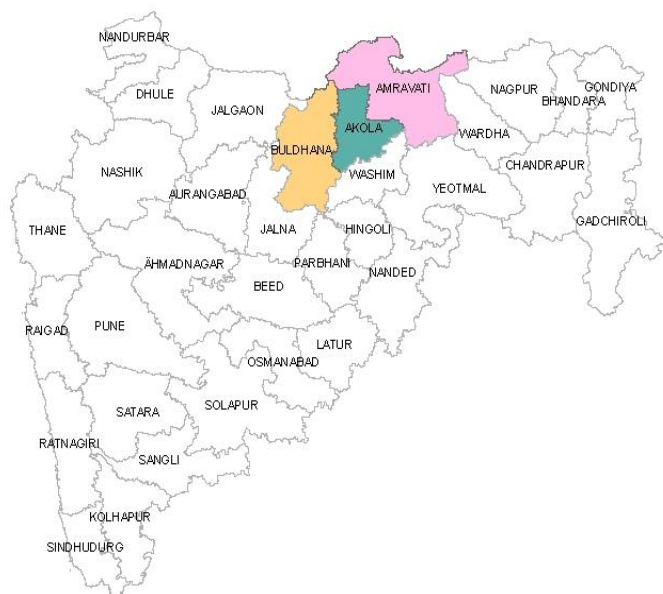 NANDURBAR
DHULE
JALGAON
AMRAVATI
NAGPUR
GONDIYA
BHANDARA
AKOLA
WARDHA
BULDHANA
NASHIK
CHANDRAPUR
WASHIM
AURANGABAD
YEOTMAL
GADCHIROLI
THANE
JALNA
HINGOLI
ÄHMADNAGAR
PARBHANI
NANDED
BEED
RAIGAD
PUNE
LATUR
OSMANABAD
SATARA
SOLAPUR
RATNAGIRI
SANGLI
KOLHAPUR
SINDHUDURG